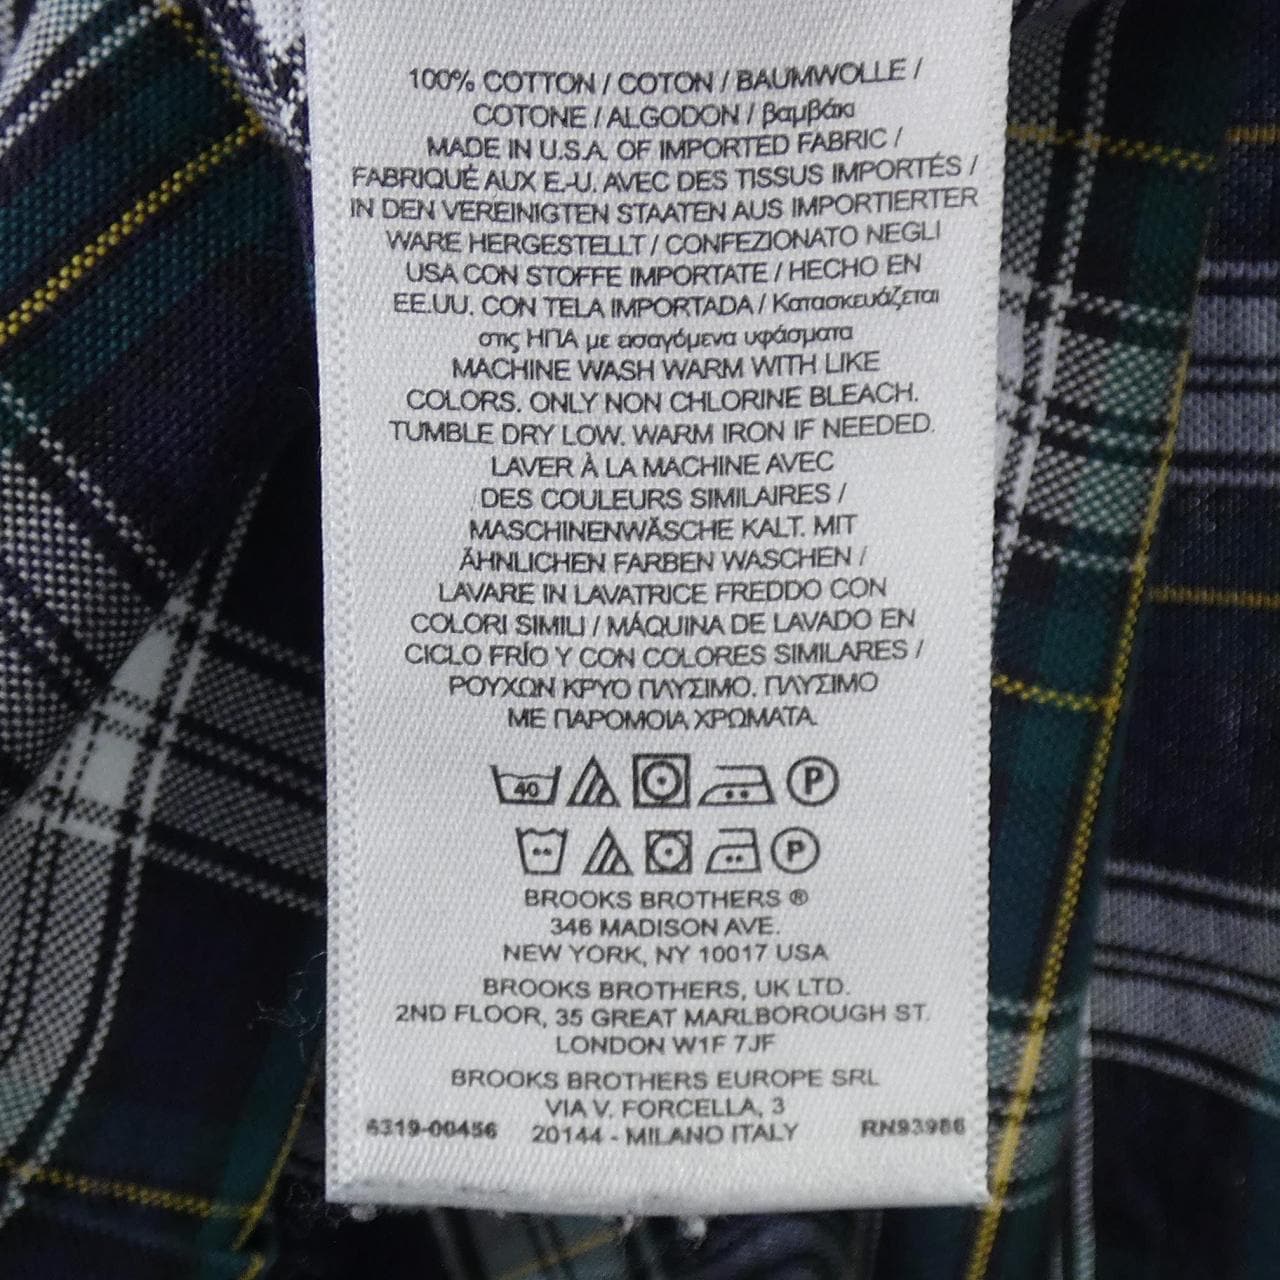 100% COTTON / COTON / BAUMWOLLE /
COTONE / ALGODON / βαμβάκι
MADE IN U.S.A. OF IMPORTED FABRIC /
FABRIQUÉ AUX E.-U. AVEC DES TISSUS IMPORTÉS /
IN DEN VEREINIGTEN STAATEN AUS IMPORTIERTER
WARE HERGESTELLT / CONFEZIONATO NEGLI
USA CON STOFFE IMPORTATE / HECHO EN
EE.UU. CON TELA IMPORTADA / Κατασκευάζεται
στις ΗΠΑ με εισαγόμενα υφάσματα
MACHINE WASH WARM WITH LIKE
COLORS. ONLY NON CHLORINE BLEACH.
TUMBLE DRY LOW. WARM IRON IF NEEDED.
LAVER À LA MACHINE AVEC
DES COULEURS SIMILAIRES /
MASCHINENWÄSCHE KALT. MIT
ÄHNLICHEN FARBEN WASCHEN /
LAVARE IN LAVATRICE FREDDO CON
COLORI SIMILI / MÁQUINA DE LAVADO EN
CICLO FRÍO Y CON COLORES SIMILARES /
ΡΟΥΧΩΝ ΚΡΥΟ ΠΛΥΣΙΜΟ. ΠΛΥΣΙΜΟ
ΜΕ ΠΑΡΟΜΟΙΑ ΧΡΩΜΑΤΑ.
40 P
P
BROOKS BROTHERS ®
346 MADISON AVE.
NEW YORK, NY 10017 USA
BROOKS BROTHERS, UK LTD.
2ND FLOOR, 35 GREAT MARLBOROUGH ST.
LONDON W1F 7JF
BROOKS BROTHERS EUROPE SRL
VIA V. FORCELLA, 3
6319-00456 20144 - MILANO ITALY RN93986